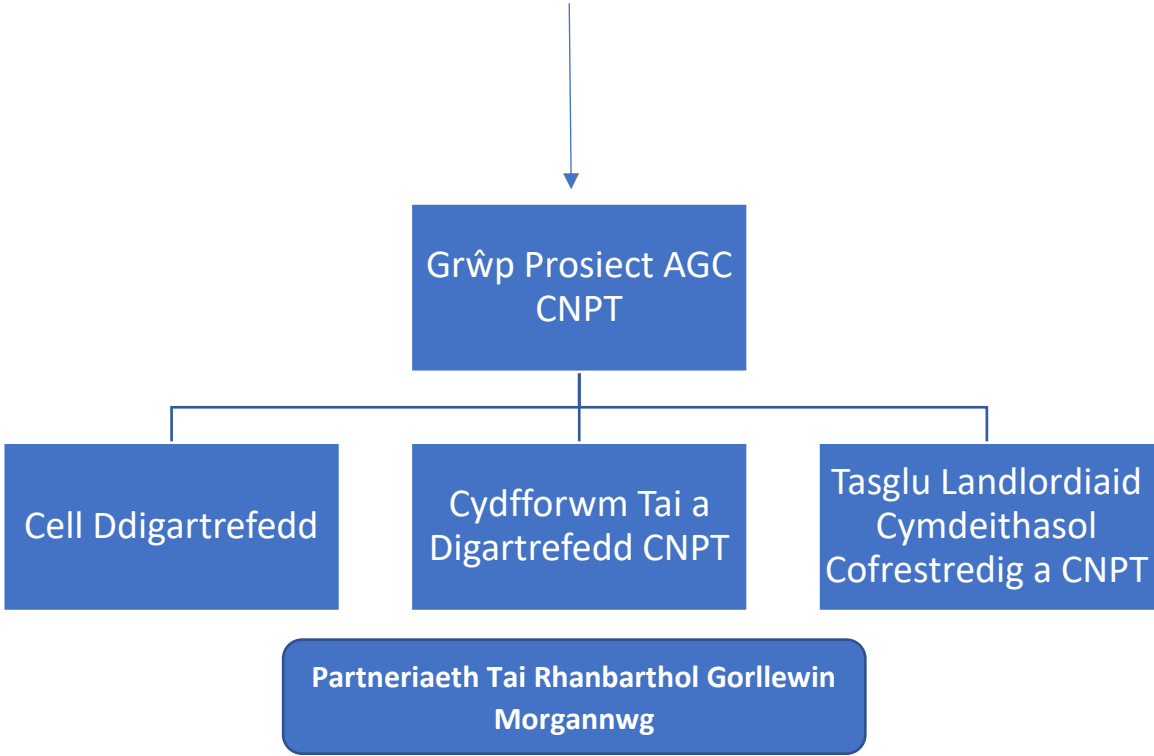 Grŵp Prosiect AGC
CNPT
Cell Ddigartrefedd
Cydfforwm Tai a
Digartrefedd CNPT
Tasglu Landlordiaid
Cymdeithasol
Cofrestredig a CNPT
Partneriaeth Tai Rhanbarthol Gorllewin
Morgannwg